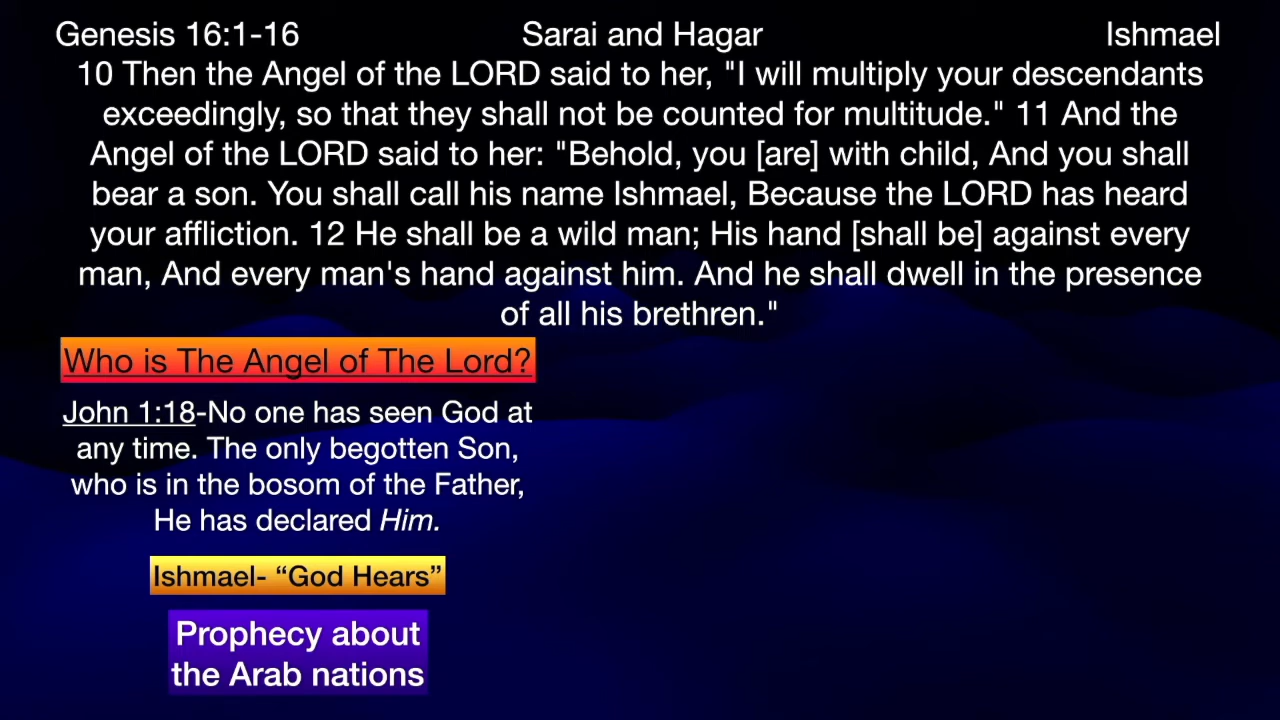 Genesis 16:1-16 Sarai and Hagar Ishmael
10 Then the Angel of the LORD said to her, "I will multiply your descendants
exceedingly, so that they shall not be counted for multitude." 11 And the
Angel of the LORD said to her: "Behold, you [are] with child, And you shall
bear a son. You shall call his name Ishmael, Because the LORD has heard
your affliction. 12 He shall be a wild man; His hand [shall be] against every
man, And every man's hand against him. And he shall dwell in the presence
of all his brethren."
Who is The Angel of The Lord?
John 1:18-No one has seen God at
any time. The only begotten Son,
who is in the bosom of the Father,
He has declared Him.
Ishmael- “God Hears”
Prophecy about
the Arab nations